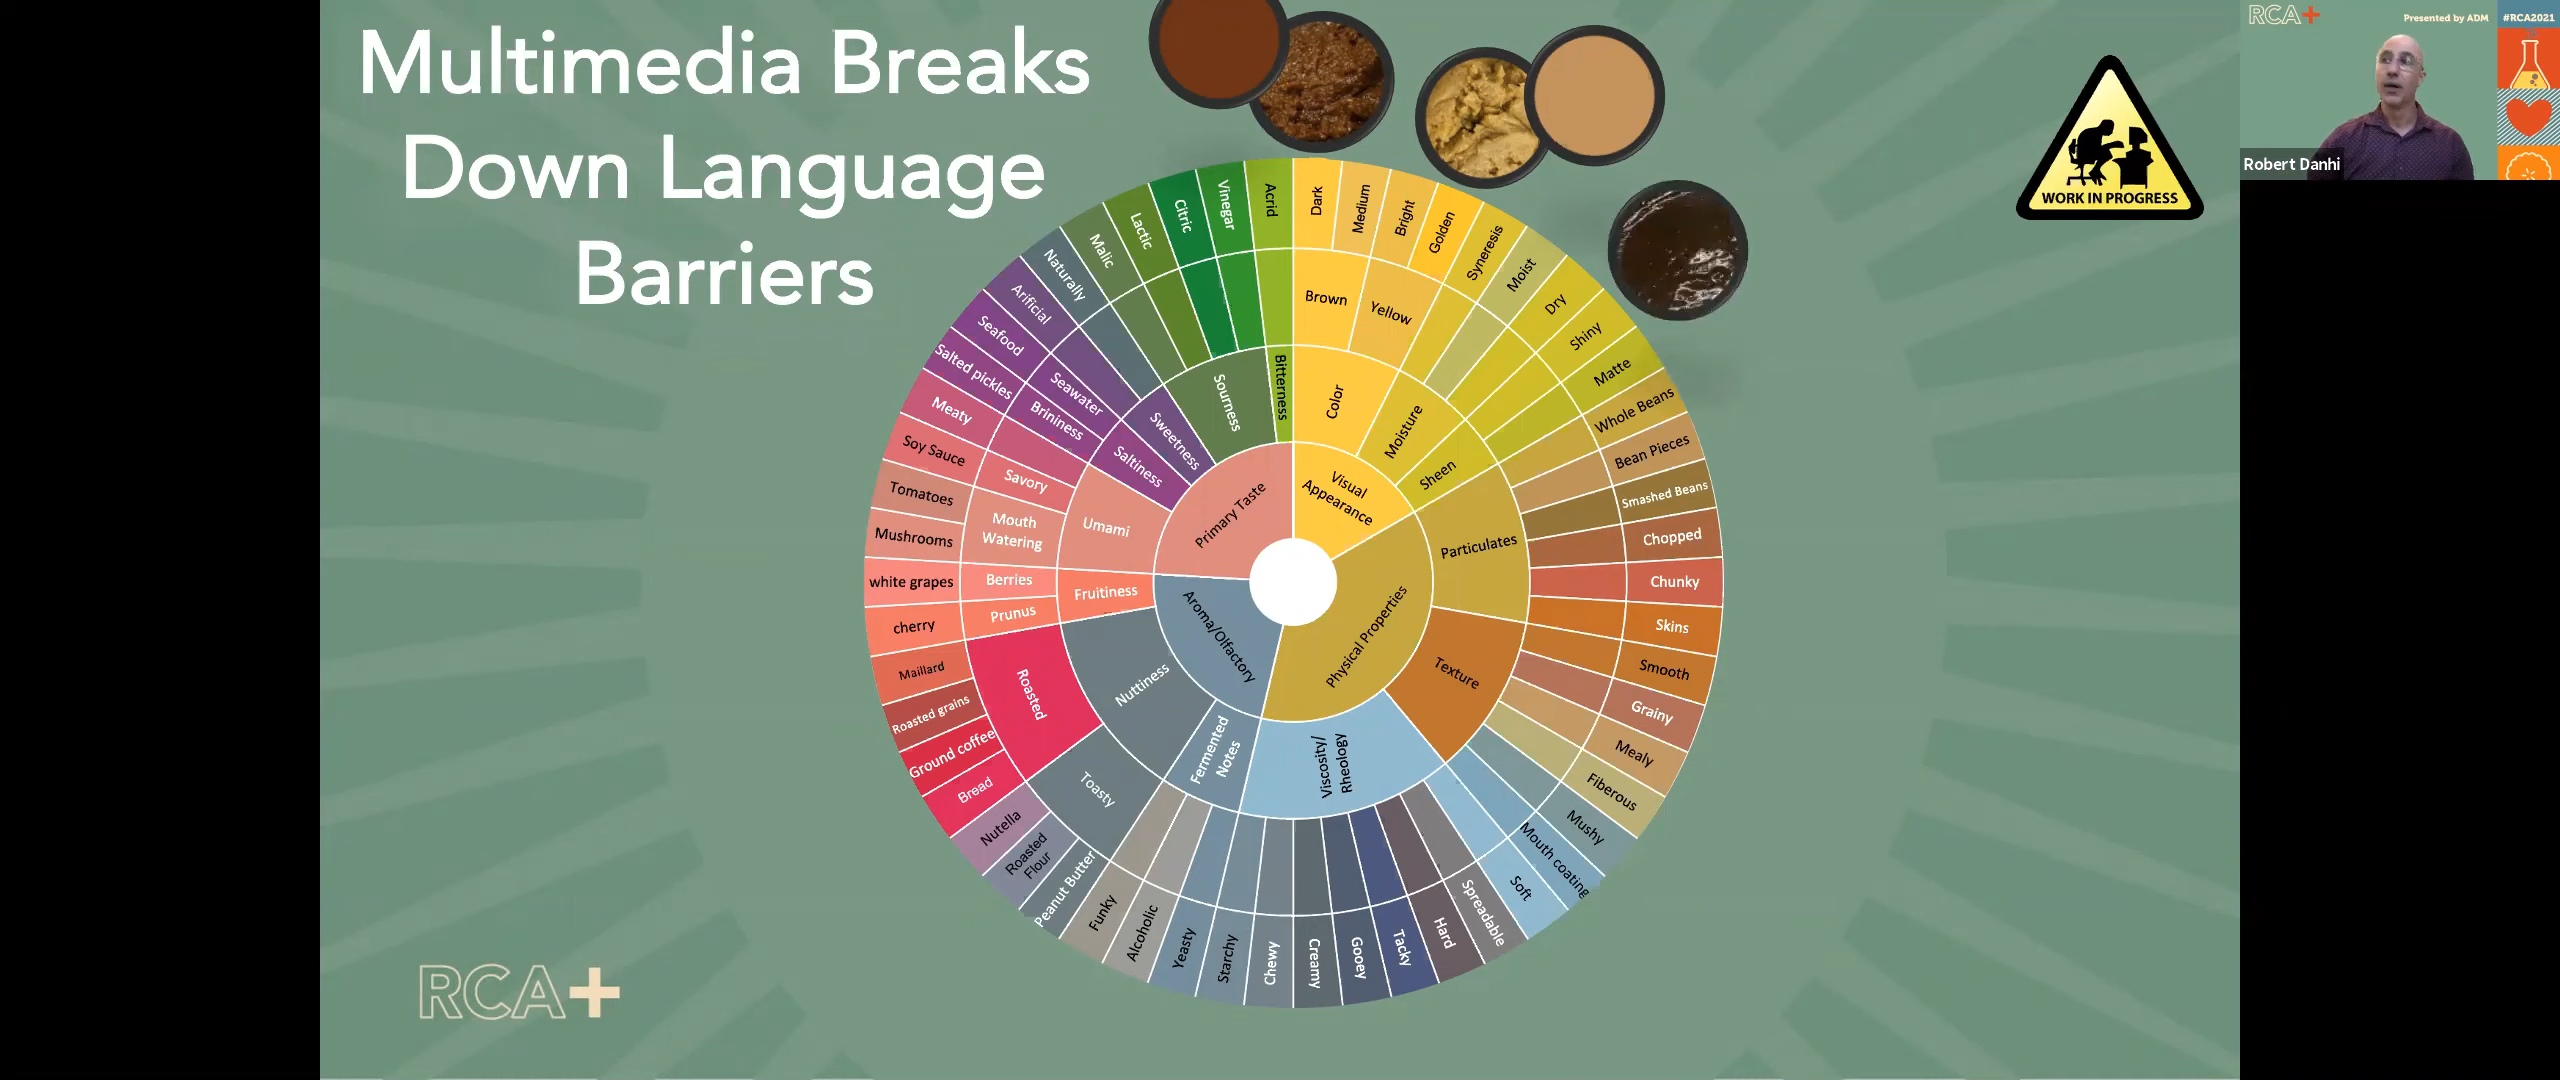 Multimedia Breaks
Down Language
Barriers
RCA+
Presented by ADM
#RCA2021
Robert Danhi
WORK IN PROGRESS
Visual
Appearance
Color
Brown
Yellow
Dark
Medium
Bright
Golden
Moisture
Syneresis
Moist
Dry
Sheen
Shiny
Matte
Physical Properties
Particulates
Whole Beans
Bean Pieces
Smashed Beans
Chopped
Chunky
Skins
Texture
Smooth
Grainy
Mealy
Fiberous
Mushy
Mouth coating
Viscosity/
Rheology
Soft
Spreadable
Hard
Tacky
Gooey
Creamy
Chewy
Starchy
Aroma/Olfactory
Fermented
Notes
Yeasty
Alcoholic
Funky
Nuttiness
Toasty
Peanut Butter
Roasted
Flour
Nutella
Roasted
Bread
Ground coffee
Roasted grains
Maillard
Fruitiness
Prunus
cherry
Berries
white grapes
Primary Taste
Umami
Mouth
Watering
Mushrooms
Tomatoes
Savory
Soy Sauce
Meaty
Saltiness
Brininess
Salted pickles
Seawater
Seafood
Sweetness
Arificial
Naturally
Sourness
Malic
Lactic
Citric
Vinegar
Bitterness
Acrid
RCA+